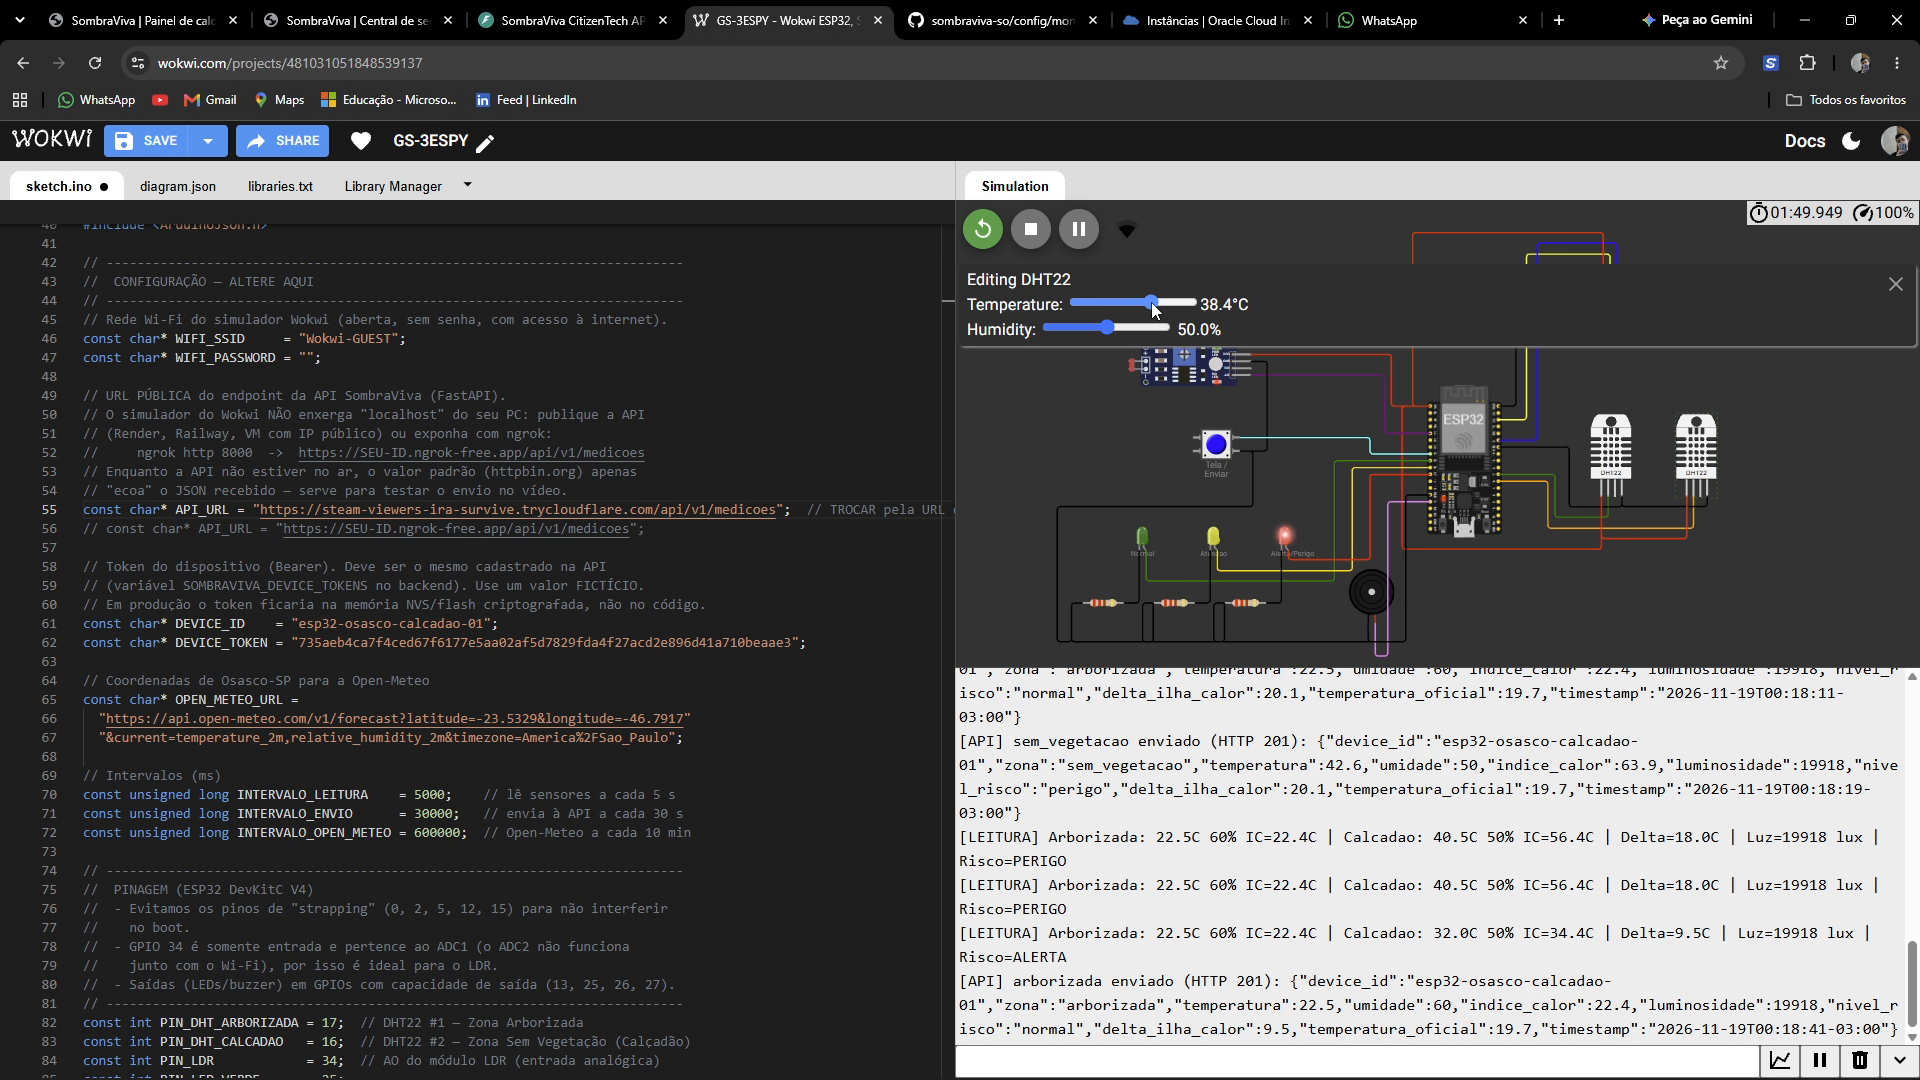 SombraViva | Painel de cal
SombraViva | Central de se
SombraViva CitizenTech AP
GS-3ESPY - Wokwi ESP32, S
sombraviva-so/config/mon
Instâncias | Oracle Cloud In
WhatsApp
Peça ao Gemini
wokwi.com/projects/481031051848539137
WhatsApp
Gmail
Maps
Educação - Microso...
Feed | LinkedIn
Todos os favoritos
WOKWI
SAVE
SHARE
GS-3ESPY
Docs
sketch.ino
diagram.json
libraries.txt
Library Manager
Simulation
40 #include <ArduinoJson.h>
41
42 // ---------------------------------------------------------------------------
43 // CONFIGURAÇÃO — ALTERE AQUI
44 // ---------------------------------------------------------------------------
45 // Rede Wi-Fi do simulador Wokwi (aberta, sem senha, com acesso à internet).
46 const char* WIFI_SSID = "Wokwi-GUEST";
47 const char* WIFI_PASSWORD = "";
48
49 // URL PÚBLICA do endpoint da API SombraViva (FastAPI).
50 // O simulador do Wokwi NÃO enxerga "localhost" do seu PC: publique a API
51 // (Render, Railway, VM com IP público) ou exponha com ngrok:
52 // ngrok http 8000 -> https://SEU-ID.ngrok-free.app/api/v1/medicoes
53 // Enquanto a API não estiver no ar, o valor padrão (httpbin.org) apenas
54 // "ecoa" o JSON recebido — serve para testar o envio no vídeo.
55 const char* API_URL = "https://steam-viewers-ira-survive.trycloudflare.com/api/v1/medicoes"; // TROCAR pela URL
56 // const char* API_URL = "https://SEU-ID.ngrok-free.app/api/v1/medicoes";
57
58 // Token do dispositivo (Bearer). Deve ser o mesmo cadastrado na API
59 // (variável SOMBRAVIVA_DEVICE_TOKENS no backend). Use um valor FICTÍCIO.
60 // Em produção o token ficaria na memória NVS/flash criptografada, não no código.
61 const char* DEVICE_ID = "esp32-osasco-calcadao-01";
62 const char* DEVICE_TOKEN = "735aeb4ca7f4ced67f6177e5aa02af5d7829fda4f27acd2e896d41a710beaae3";
63
64 // Coordenadas de Osasco-SP para a Open-Meteo
65 const char* OPEN_METEO_URL =
66 "https://api.open-meteo.com/v1/forecast?latitude=-23.5329&longitude=-46.7917"
67 "&current=temperature_2m,relative_humidity_2m&timezone=America%2FSao_Paulo";
68
69 // Intervalos (ms)
70 const unsigned long INTERVALO_LEITURA = 5000; // lê sensores a cada 5 s
71 const unsigned long INTERVALO_ENVIO = 30000; // envia à API a cada 30 s
72 const unsigned long INTERVALO_OPEN_METEO = 600000; // Open-Meteo a cada 10 min
73
74 // ---------------------------------------------------------------------------
75 // PINAGEM (ESP32 DevKitC V4)
76 // - Evitamos os pinos de "strapping" (0, 2, 5, 12, 15) para não interferir
77 // no boot.
78 // - GPIO 34 é somente entrada e pertence ao ADC1 (o ADC2 não funciona
79 // junto com o Wi-Fi), por isso é ideal para o LDR.
80 // - Saídas (LEDs/buzzer) em GPIOs com capacidade de saída (13, 25, 26, 27).
81 // ---------------------------------------------------------------------------
82 const int PIN_DHT_ARBORIZADA = 17; // DHT22 #1 — Zona Arborizada
83 const int PIN_DHT_CALCADAO = 16; // DHT22 #2 — Zona Sem Vegetação (Calçadão)
84 const int PIN_LDR = 34; // AO do módulo LDR (entrada analógica)
01:49.949 100%
Editing DHT22
Temperature: 38.4°C
Humidity: 50.0%
ESP32
DHT22
DHT22
Tela /
Enviar
Normal
Atencao
Alerta/Perigo
01","zona":"arborizada","temperatura":22.5,"umidade":60,"indice_calor":22.4,"luminosidade":19918,"nivel_r
isco":"normal","delta_ilha_calor":20.1,"temperatura_oficial":19.7,"timestamp":"2026-11-19T00:18:11-
03:00"}
[API] sem_vegetacao enviado (HTTP 201): {"device_id":"esp32-osasco-calcadao-
01","zona":"sem_vegetacao","temperatura":42.6,"umidade":50,"indice_calor":63.9,"luminosidade":19918,"nive
l_risco":"perigo","delta_ilha_calor":20.1,"temperatura_oficial":19.7,"timestamp":"2026-11-19T00:18:19-
03:00"}
[LEITURA] Arborizada: 22.5C 60% IC=22.4C | Calcadao: 40.5C 50% IC=56.4C | Delta=18.0C | Luz=19918 lux |
Risco=PERIGO
[LEITURA] Arborizada: 22.5C 60% IC=22.4C | Calcadao: 40.5C 50% IC=56.4C | Delta=18.0C | Luz=19918 lux |
Risco=PERIGO
[LEITURA] Arborizada: 22.5C 60% IC=22.4C | Calcadao: 32.0C 50% IC=34.4C | Delta=9.5C | Luz=19918 lux |
Risco=ALERTA
[API] arborizada enviado (HTTP 201): {"device_id":"esp32-osasco-calcadao-
01","zona":"arborizada","temperatura":22.5,"umidade":60,"indice_calor":22.4,"luminosidade":19918,"nivel_r
isco":"normal","delta_ilha_calor":9.5,"temperatura_oficial":19.7,"timestamp":"2026-11-19T00:18:41-03:00"}